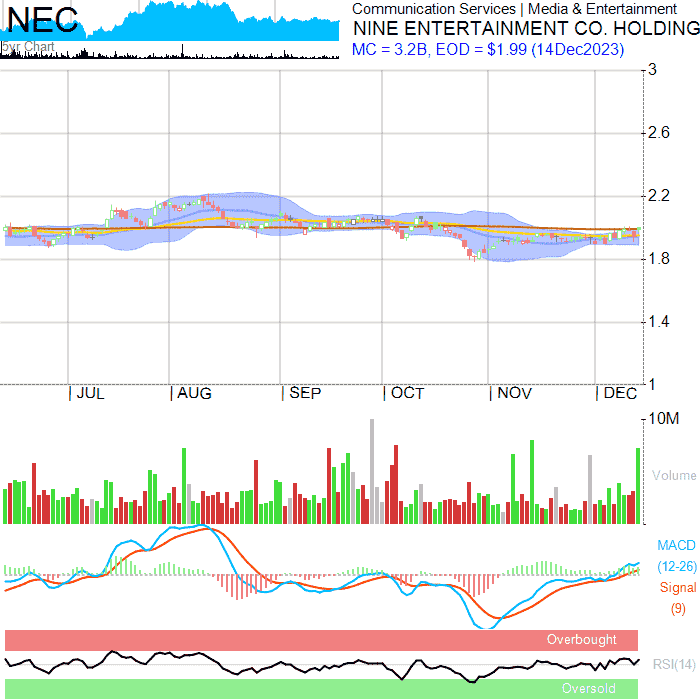 NEC
5yr Chart
Communication Services | Media & Entertainment
NINE ENTERTAINMENT CO. HOLDING
MC = 3.2B, EOD = $1.99 (14Dec2023)
3
2.6
2.2
1.8
1.4
1
| JUL | AUG | SEP | OCT | NOV | DEC
10M
Volume
MACD
(12-26)
Signal
(9)
Overbought
RSI(14)
Oversold